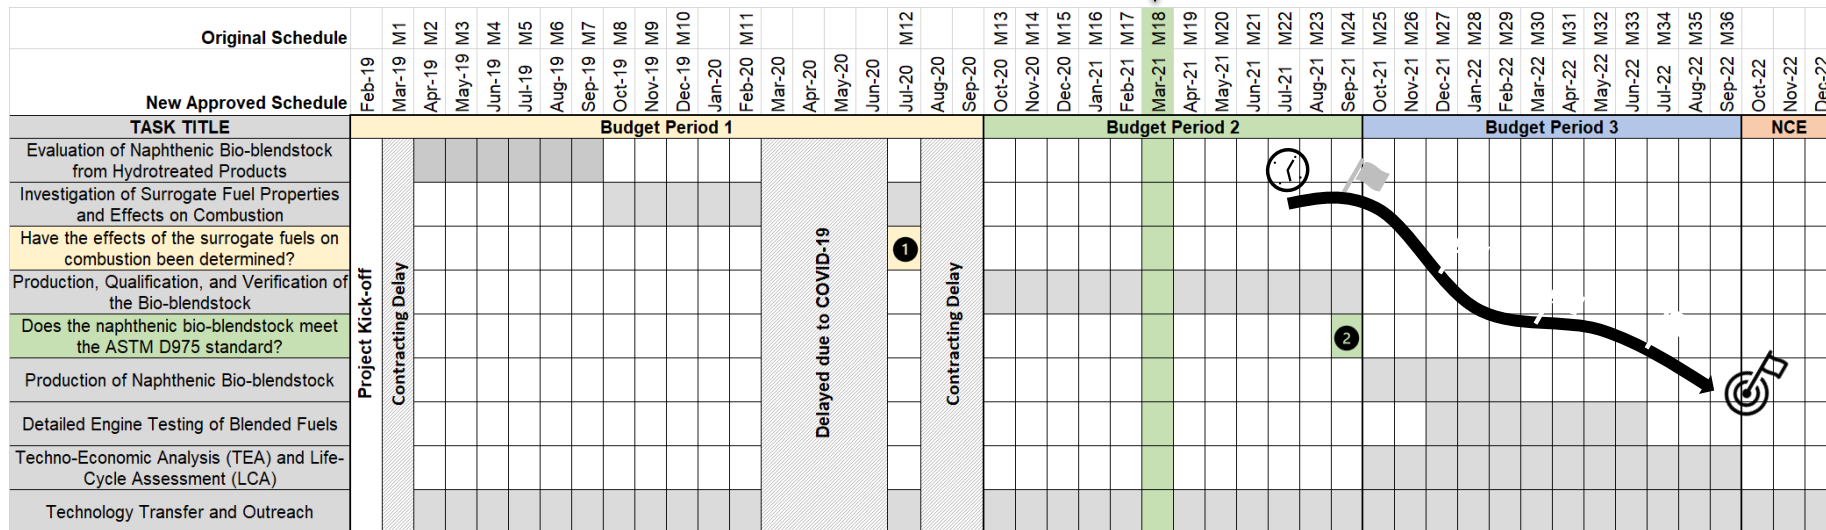 Original Schedule M1 M2 M3 M4 M5 M6 M7 M8 M9 M10 M11 M12 M13 M14 M15 M16 M17 M18 M19 M20 M21 M22 M23 M24 M25 M26 M27 M28 M29 M30 M31 M32 M33 M34 M35 M36
New Approved Schedule Feb-19 Mar-19 Apr-19 May-19 Jun-19 Jul-19 Aug-19 Sep-19 Oct-19 Nov-19 Dec-19 Jan-20 Feb-20 Mar-20 Apr-20 May-20 Jun-20 Jul-20 Aug-20 Sep-20 Oct-20 Nov-20 Dec-20 Jan-21 Feb-21 Mar-21 Apr-21 May-21 Jun-21 Jul-21 Aug-21 Sep-21 Oct-21 Nov-21 Dec-21 Jan-22 Feb-22 Mar-22 Apr-22 May-22 Jun-22 Jul-22 Aug-22 Sep-22 Oct-22 Nov-22 Dec-22
TASK TITLE Budget Period 1 Budget Period 2 Budget Period 3 NCE
Evaluation of Naphthenic Bio-blendstock
from Hydrotreated Products
Investigation of Surrogate Fuel Properties
and Effects on Combustion
Have the effects of the surrogate fuels on
combustion been determined?
1
Production, Qualification, and Verification of
the Bio-blendstock
Does the naphthenic bio-blendstock meet
the ASTM D975 standard?
2
Production of Naphthenic Bio-blendstock
Detailed Engine Testing of Blended Fuels
Techno-Economic Analysis (TEA) and Life-
Cycle Assessment (LCA)
Technology Transfer and Outreach
Project Kick-off
Contracting Delay
Delayed due to COVID-19
Contracting Delay